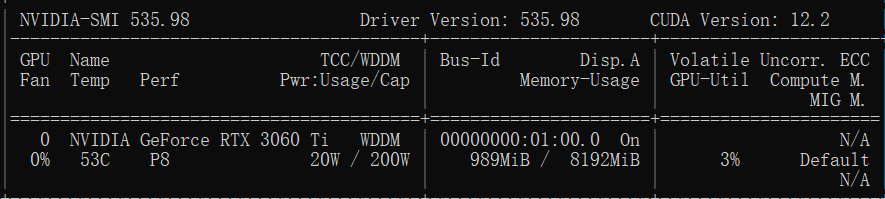 NVIDIA-SMI 535.98 Driver Version: 535.98 CUDA Version: 12.2
GPU Name TCC/WDDM | Bus-Id Disp.A | Volatile Uncorr. ECC
Fan Temp Perf Pwr:Usage/Cap | Memory-Usage | GPU-Util Compute M.
MIG M.
0 NVIDIA GeForce RTX 3060 Ti WDDM | 00000000:01:00.0 On | N/A
0% 53C P8 20W / 200W | 989MiB / 8192MiB | 3% Default
N/A